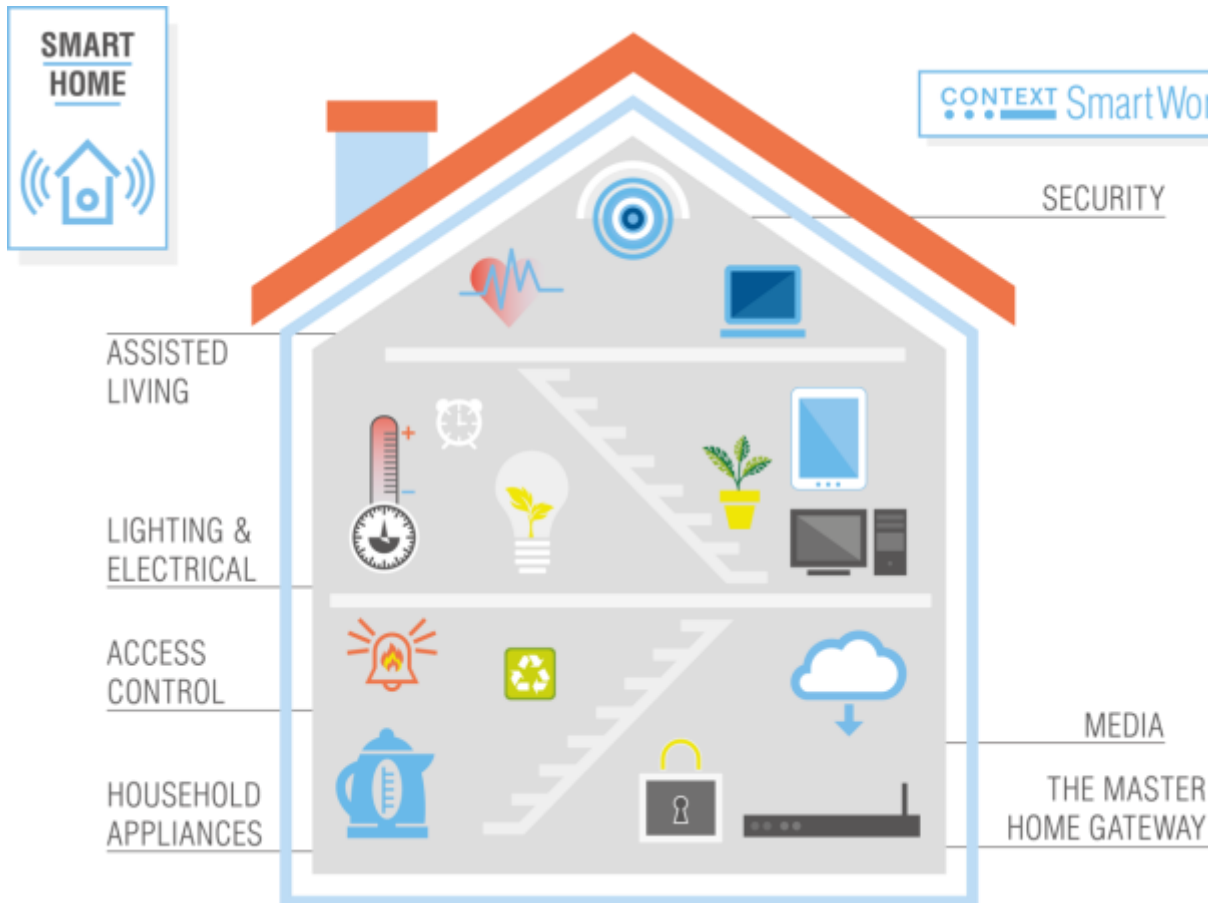 SMART
HOME
CONTEXT SmartWor
SECURITY
ASSISTED
LIVING
LIGHTING &
ELECTRICAL
ACCESS
CONTROL
MEDIA
HOUSEHOLD
APPLIANCES
THE MASTER
HOME GATEWAY